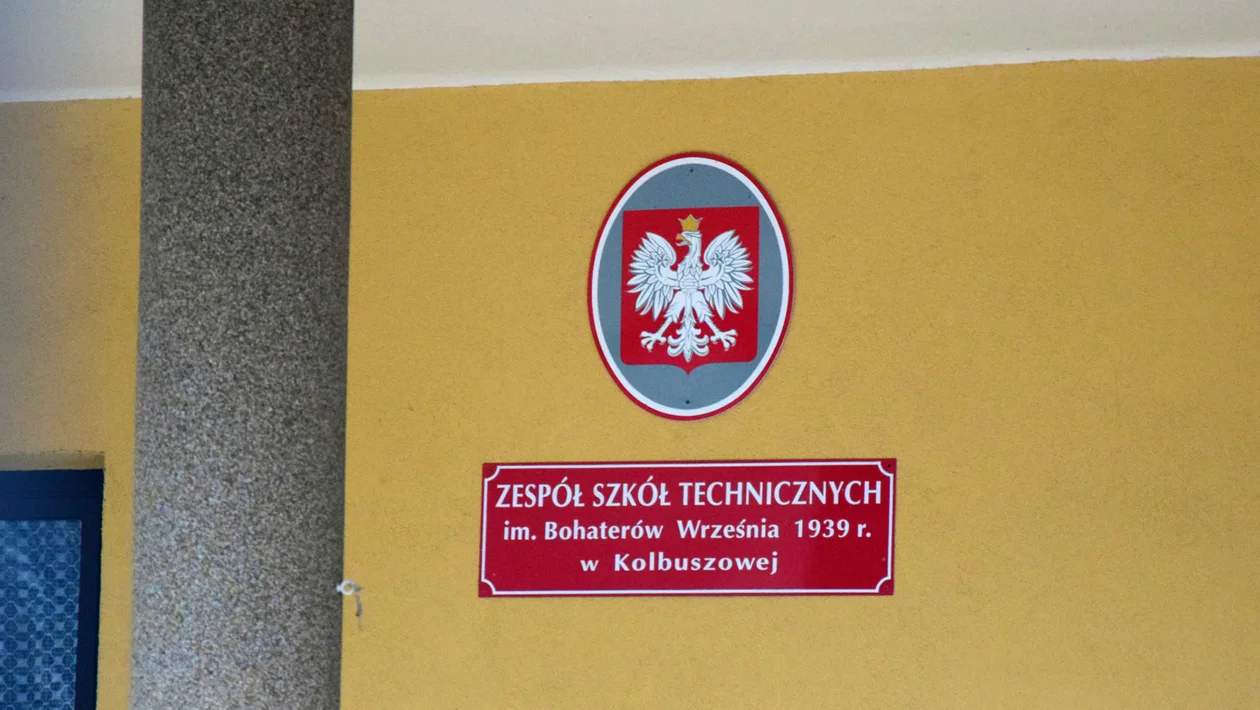 ZESPÓŁ SZKÓŁ TECHNICZNYCH
im. Bohaterów Września 1939 r.
w Kolbuszowej